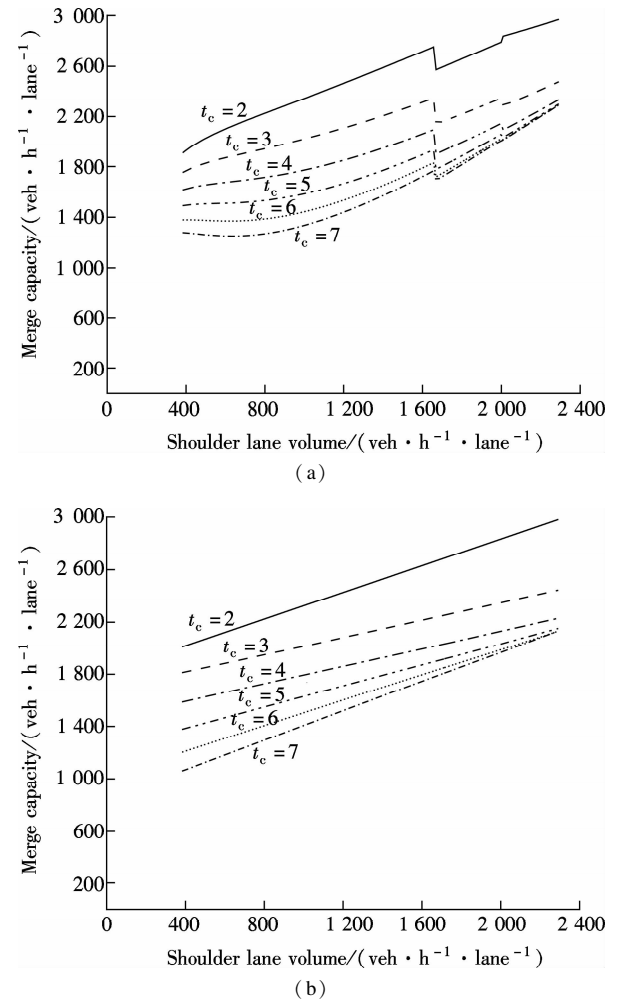 3 000
2 600
2 200
1 800
1 400
1 000
600
200
Merge capacity/(veh・h⁻¹・lane⁻¹)
t_c =2
t_c =3
t_c =4
t_c =5
t_c =6
t_c =7
0 400 800 1 200 1 600 2 000 2 400
Shoulder lane volume/(veh・h⁻¹・lane⁻¹)
(a)
3 000
2 600
2 200
1 800
1 400
1 000
600
200
Merge capacity/(veh・h⁻¹・lane⁻¹)
t_c =2
t_c =3
t_c =4
t_c =5
t_c =6
t_c =7
0 400 800 1 200 1 600 2 000 2 400
Shoulder lane volume/(veh・h⁻¹・lane⁻¹)
(b)